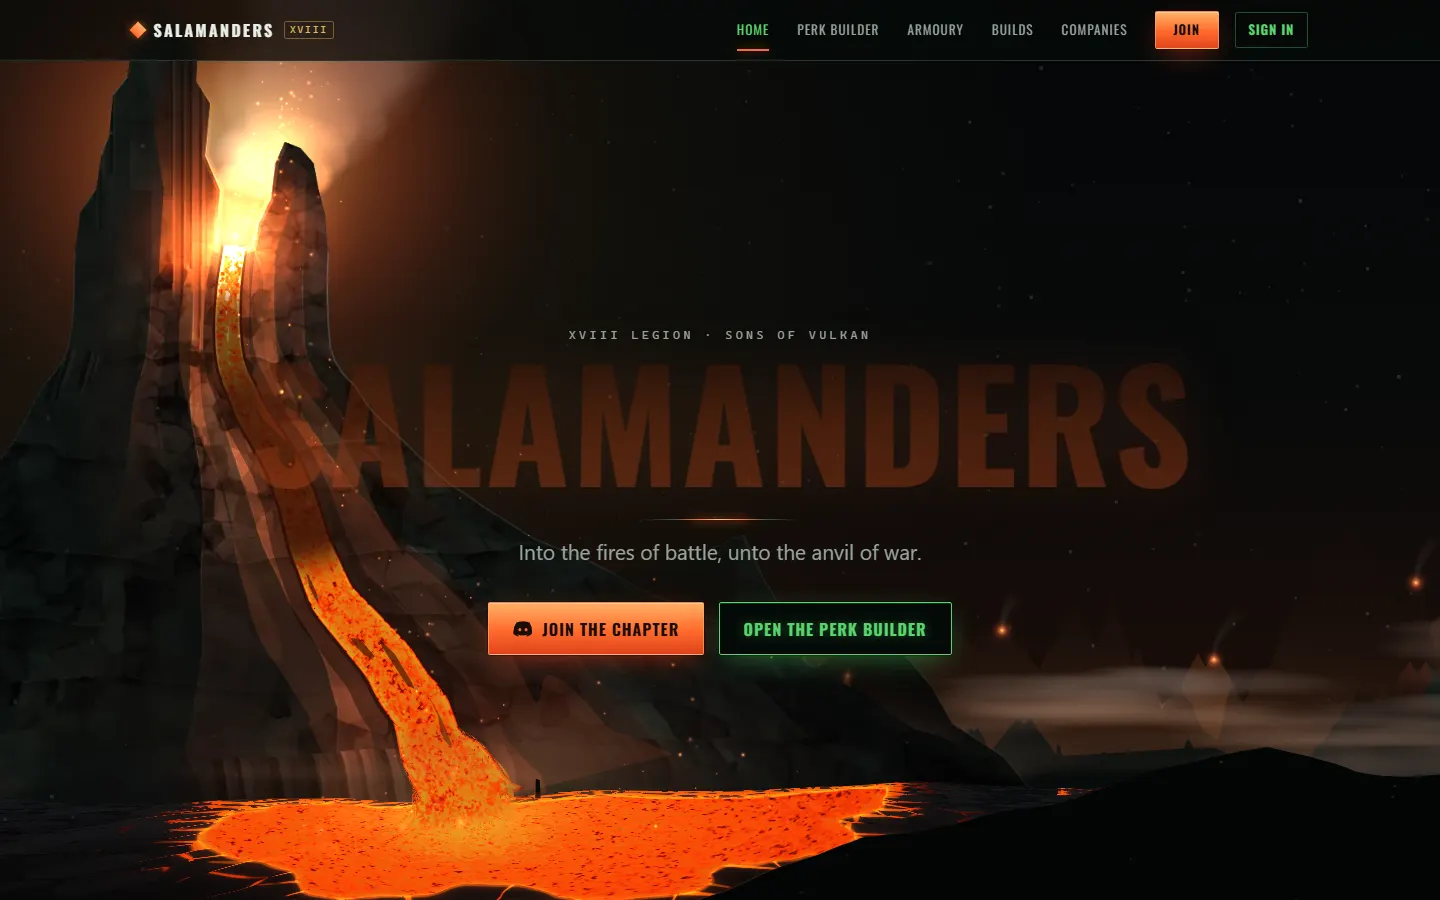 SALAMANDERS XVIII HOME PERK BUILDER ARMOURY BUILDS COMPANIES JOIN SIGN IN
XVIII LEGION · SONS OF VULKAN
SALAMANDERS
Into the fires of battle, unto the anvil of war.
JOIN THE CHAPTER OPEN THE PERK BUILDER